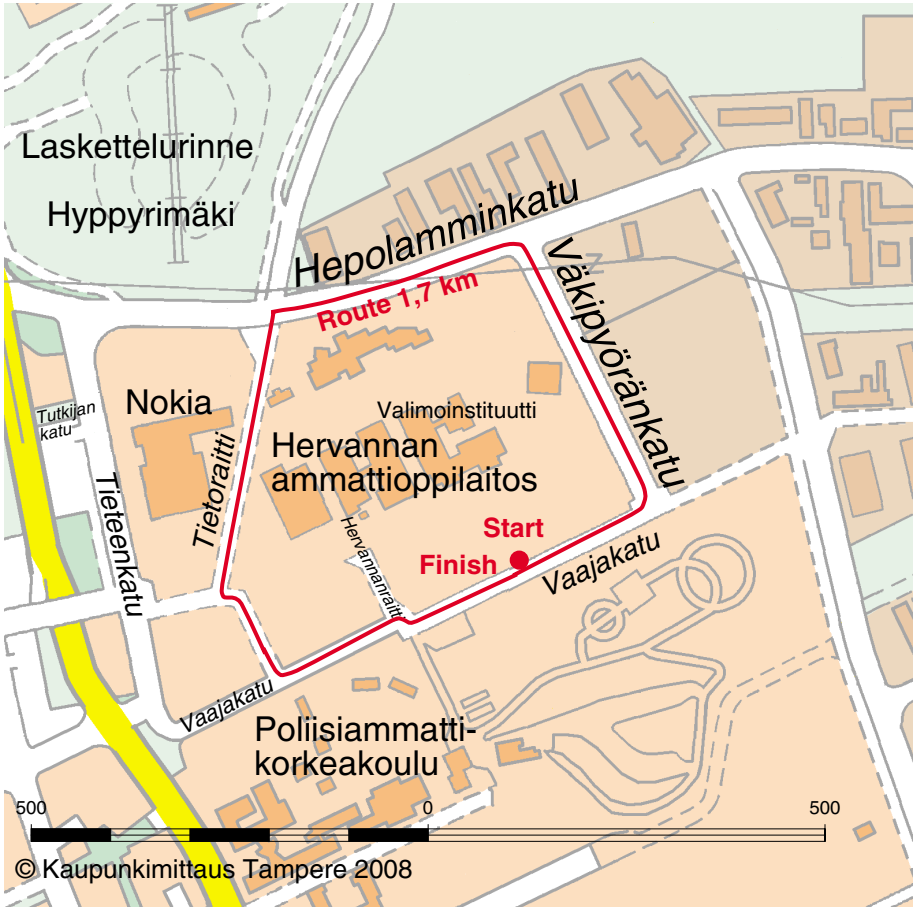 Laskettelurinne
Hyppyrimäki
Hepolamminkatu
Väkipyöränkatu
Route 1,7 km
Nokia
Tutkijan
katu
Valimoinstituutti
Tietoraitti
Hervannan
ammattioppilaitos
Tieteenkatu
Hervannanraitti
Start
Finish
Vaajakatu
Vaajakatu
Poliisiammatti-
korkeakoulu
500 0 500
© Kaupunkimittaus Tampere 2008